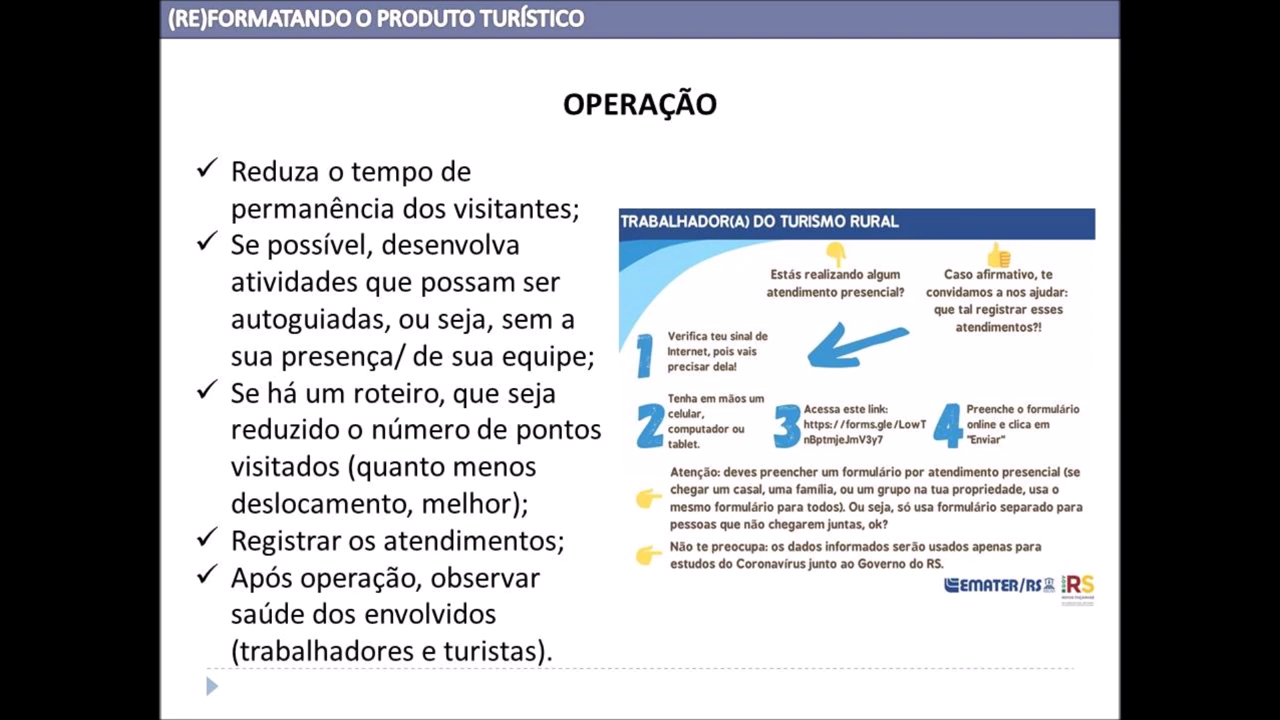 (RE)FORMATANDO O PRODUTO TURÍSTICO
OPERAÇÃO
✓ Reduza o tempo de
permanência dos visitantes;
✓ Se possível, desenvolva
atividades que possam ser
autoguiadas, ou seja, sem a
sua presença/ de sua equipe;
✓ Se há um roteiro, que seja
reduzido o número de pontos
visitados (quanto menos
deslocamento, melhor);
✓ Registrar os atendimentos;
✓ Após operação, observar
saúde dos envolvidos
(trabalhadores e turistas).
TRABALHADOR(A) DO TURISMO RURAL
Estás realizando algum
atendimento presencial?
Caso afirmativo, te
convidamos a nos ajudar:
que tal registrar esses
atendimentos?!
1
Verifica teu sinal de
Internet, pois vais
precisar dela!
2
Tenha em mãos um
celular,
computador ou
tablet.
3
Acessa este link:
https://forms.gle/LowT
nBptmjeJmV3y7
4
Preenche o formulário
online e clica em
"Enviar"
Atenção: deves preencher um formulário por atendimento presencial (se
chegar um casal, uma família, ou um grupo na tua propriedade, usa o
mesmo formulário para todos). Ou seja, só usa formulário separado para
pessoas que não chegarem juntas, ok?
Não te preocupa: os dados informados serão usados apenas para
estudos do Coronavírus junto ao Governo do RS.
EMATER/RS
RS